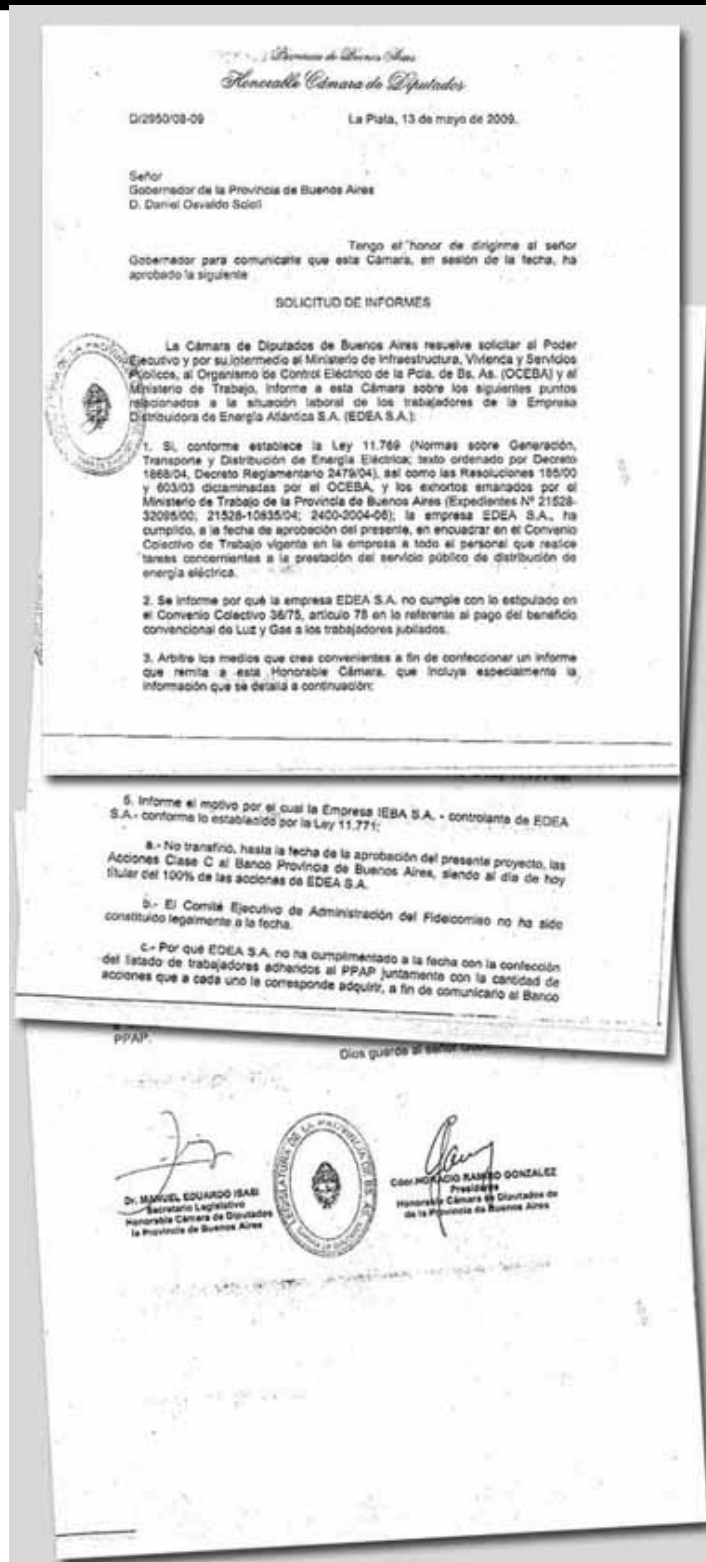 Provincia de Buenos Aires
Honorable Cámara de Diputados
D/2950/08-09 La Plata, 13 de mayo de 2009.
Señor
Gobernador de la Provincia de Buenos Aires
D. Daniel Osvaldo Scioli
Tengo el honor de dirigirme al señor
Gobernador para comunicarle que esta Cámara, en sesión de la fecha, ha
aprobado la siguiente
SOLICITUD DE INFORMES
La Cámara de Diputados de Buenos Aires resuelve solicitar al Poder
Ejecutivo y por su intermedio al Ministerio de Infraestructura, Vivienda y Servicios
Públicos, al Organismo de Control Eléctrico de la Pcia. de Bs. As. (OCEBA) y al
Ministerio de Trabajo, informe a esta Cámara sobre los siguientes puntos
relacionados a la situación laboral de los trabajadores de la Empresa
Distribuidora de Energía Atlántica S.A. (EDEA S.A.):
1. Si, conforme establece la Ley 11.769 (Normas sobre Generación,
Transporte y Distribución de Energía Eléctrica; texto ordenado por Decreto
1868/04, Decreto Reglamentario 2479/04), así como las Resoluciones 186/00
y 603/03 dictaminadas por el OCEBA, y los exhortos emanados por el
Ministerio de Trabajo de la Provincia de Buenos Aires (Expedientes Nº 21528-
32095/00; 21528-10835/04; 2400-2004-06); la empresa EDEA S.A., ha
cumplido, a la fecha de aprobación del presente, en encuadrar en el Convenio
Colectivo de Trabajo vigente en la empresa a todo el personal que realice
tareas concernientes a la prestación del servicio público de distribución de
energía eléctrica.
2. Se informe por qué la empresa EDEA S.A. no cumple con lo estipulado en
el Convenio Colectivo 36/75, artículo 78 en lo referente al pago del beneficio
convencional de Luz y Gas a los trabajadores jubilados.
3. Arbitre los medios que crea convenientes a fin de confeccionar un informe
que remita a esta Honorable Cámara, que incluya especialmente la
información que se detalla a continuación:
5. Informe el motivo por el cual la Empresa IEBA S.A. - controlante de EDEA
S.A.- conforme lo establecido por la Ley 11.771:
a.- No transfirió, hasta la fecha de la aprobación del presente proyecto, las
Acciones Clase C al Banco Provincia de Buenos Aires, siendo al día de hoy
titular del 100% de las acciones de EDEA S.A.
b.- El Comité Ejecutivo de Administración del Fideicomiso no ha sido
constituido legalmente a la fecha.
c.- Por qué EDEA S.A. no ha cumplimentado a la fecha con la confección
del listado de trabajadores adheridos al PPAP juntamente con la cantidad de
acciones que a cada uno le corresponde adquirir, a fin de comunicarlo al Banco
PPAP.
Dios guarde al señor
Dr. MANUEL EDUARDO ISASI
Secretario Legislativo
Honorable Cámara de Diputados
la Provincia de Buenos Aires
LEGISLATURA DE LA PROVINCIA DE BS. AS.
Cdor. HORACIO RAMIRO GONZALEZ
Presidente
Honorable Cámara de Diputados de
de la Provincia de Buenos Aires